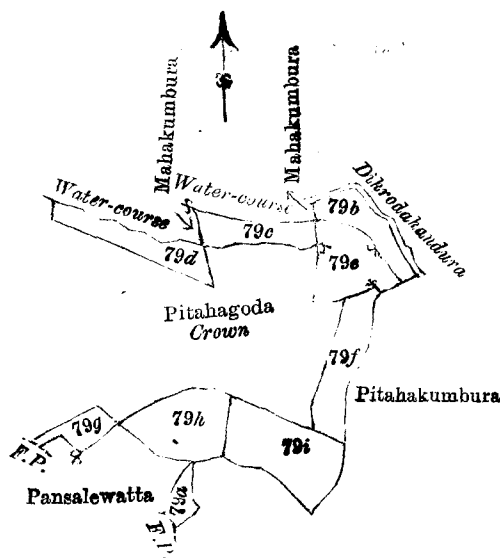 Mahakumbura
Mahakumbura
Water-course
Water-course
Dikrodakandura
79b
79c
79d
79e
Pitahagoda
Crown
79f
Pitahakumbura
79g
79h
79i
F.P.
Pansalewatta
79a